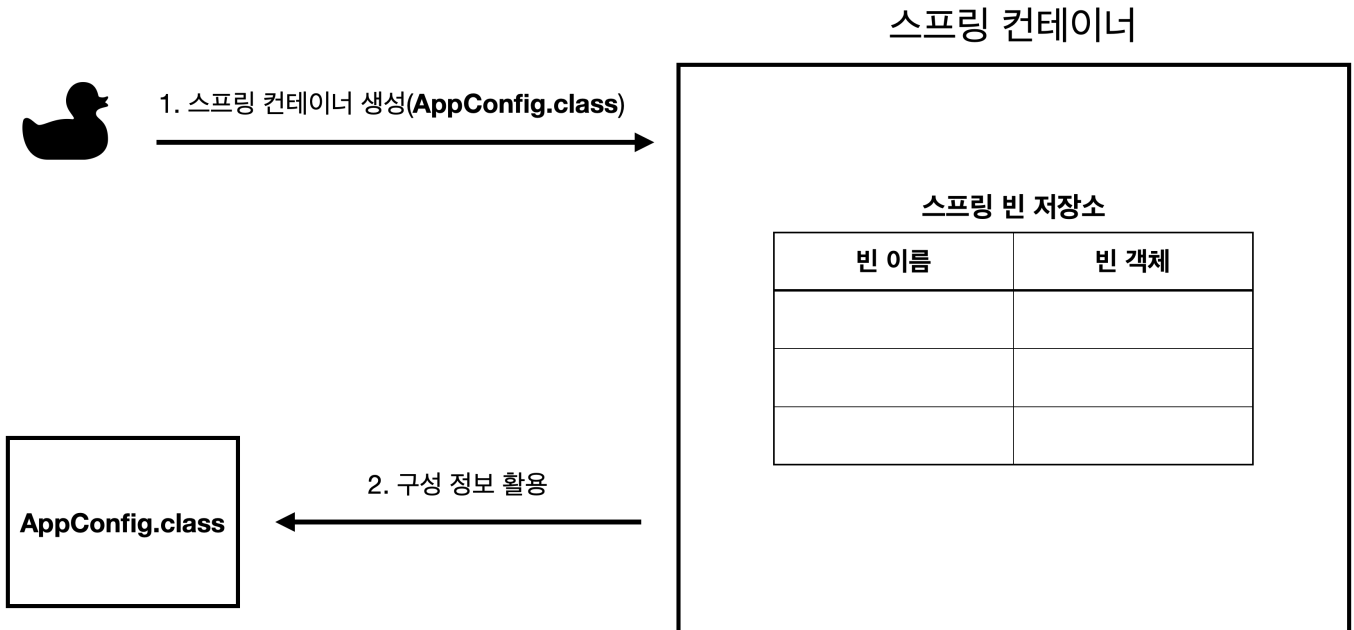 스프링 컨테이너
1. 스프링 컨테이너 생성(AppConfig.class)
스프링 빈 저장소
빈 이름 빈 객체
2. 구성 정보 활용
AppConfig.class